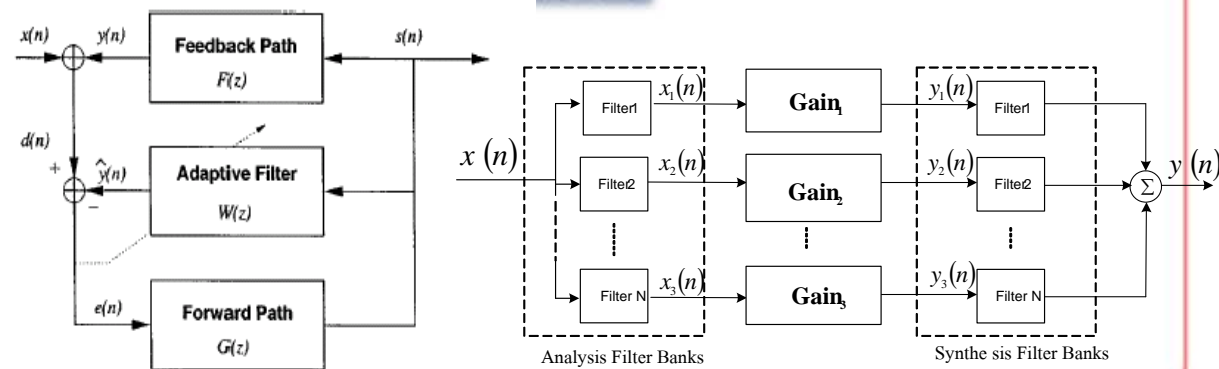 x(n)
y(n)
Feedback Path
F(z)
s(n)
d(n)
+
ŷ(n)
−
Adaptive Filter
W(z)
e(n)
Forward Path
G(z)
x (n)
Filter1
x₁(n)
Gain₁
y₁(n)
Filter1
Filter2
x₂(n)
Gain₂
y₂(n)
Filter2
Σ
y (n)
Filter N
x₃(n)
Gain₃
y₃(n)
Filter N
Analysis Filter Banks
Synthe sis Filter Banks